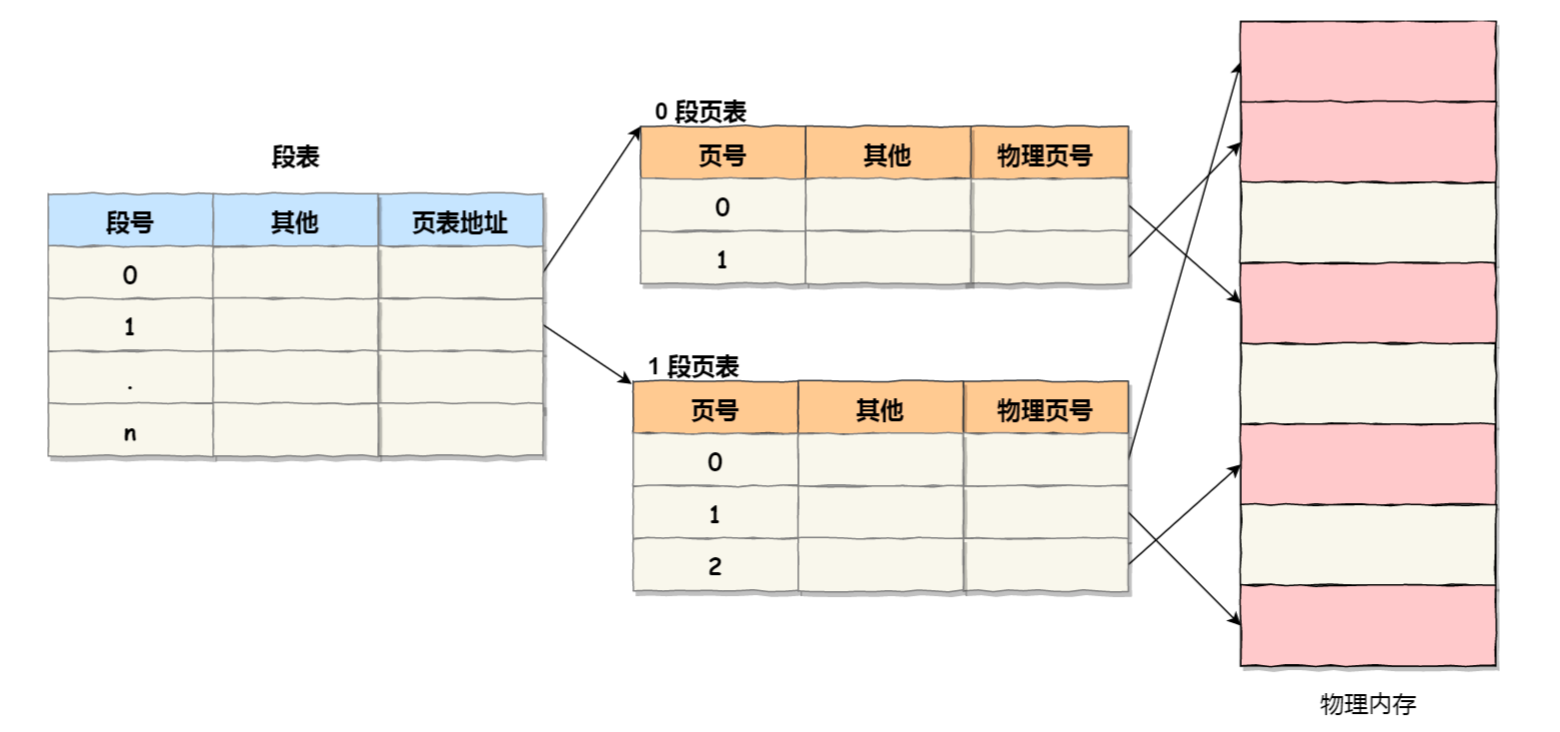 段表
段号 其他 页表地址
0
1
.
n
0 段页表
页号 其他 物理页号
0
1
1 段页表
页号 其他 物理页号
0
1
2
物理内存